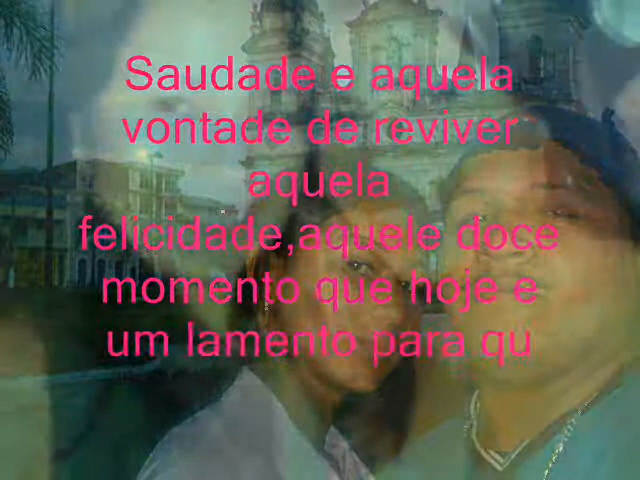 Saudade e aquela
vontade de reviver
aquela
felicidade,aquele doce
momento que hoje e
um lamento para qu